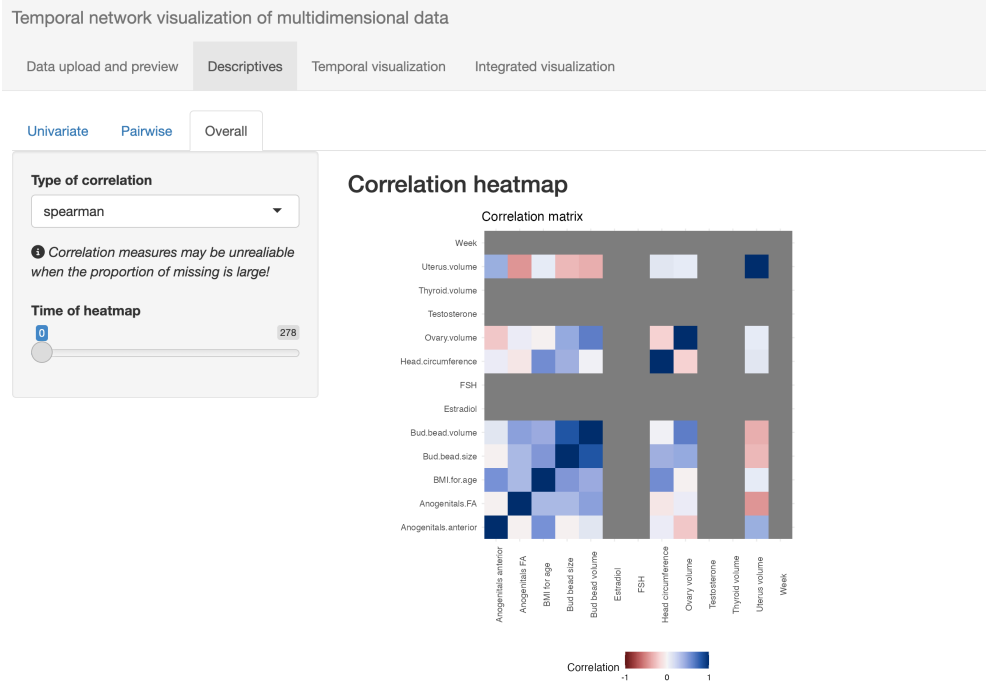 Temporal network visualization of multidimensional data
Data upload and preview Descriptives Temporal visualization Integrated visualization
Univariate Pairwise Overall
Type of correlation
spearman
Correlation measures may be unrealiable
when the proportion of missing is large!
Time of heatmap
0 278
Correlation heatmap
Correlation matrix
Week
Uterus.volume
Thyroid.volume
Testosterone
Ovary.volume
Head.circumference
FSH
Estradiol
Bud.bead.volume
Bud.bead.size
BMI.for.age
Anogenitals.FA
Anogenitals.anterior
Anogenitals anterior
Anogenitals FA
BMI for age
Bud bead size
Bud bead volume
Estradiol
FSH
Head circumference
Ovary volume
Testosterone
Thyroid volume
Uterus volume
Week
Correlation
-1 0 1